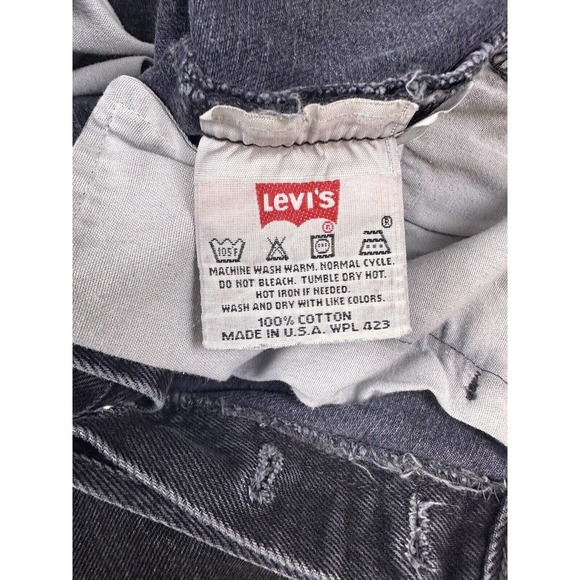 LEVI'S
®
®
105F
MACHINE WASH WARM. NORMAL CYCLE.
DO NOT BLEACH. TUMBLE DRY HOT.
HOT IRON IF NEEDED.
WASH AND DRY WITH LIKE COLORS.
100% COTTON
MADE IN U.S.A. WPL 423